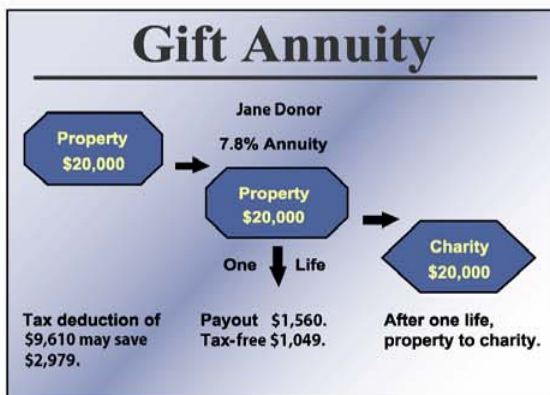 Gift Annuity
Jane Donor
7.8% Annuity
Property
$20,000
Property
$20,000
One Life
Charity
$20,000
Tax deduction of
$9,610 may save
$2,979.
Payout $1,560.
Tax-free $1,049.
After one life,
property to charity.